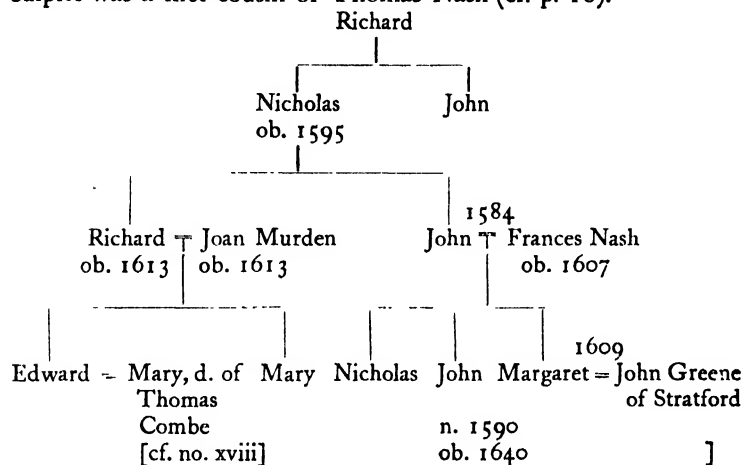 was a first cousin of Thomas Nash (cf. p.
Richard
Nicholas John
ob. 1595
1584
Richard Joan Murden John Frances Nash
ob. 1613 ob. 1613 ob. 1607
1609
Edward = Mary, d. of Mary Nicholas John Margaret = John Greene
Thomas of Stratford
Combe n. 1590
[cf. no. xviii] ob. 1640 ]